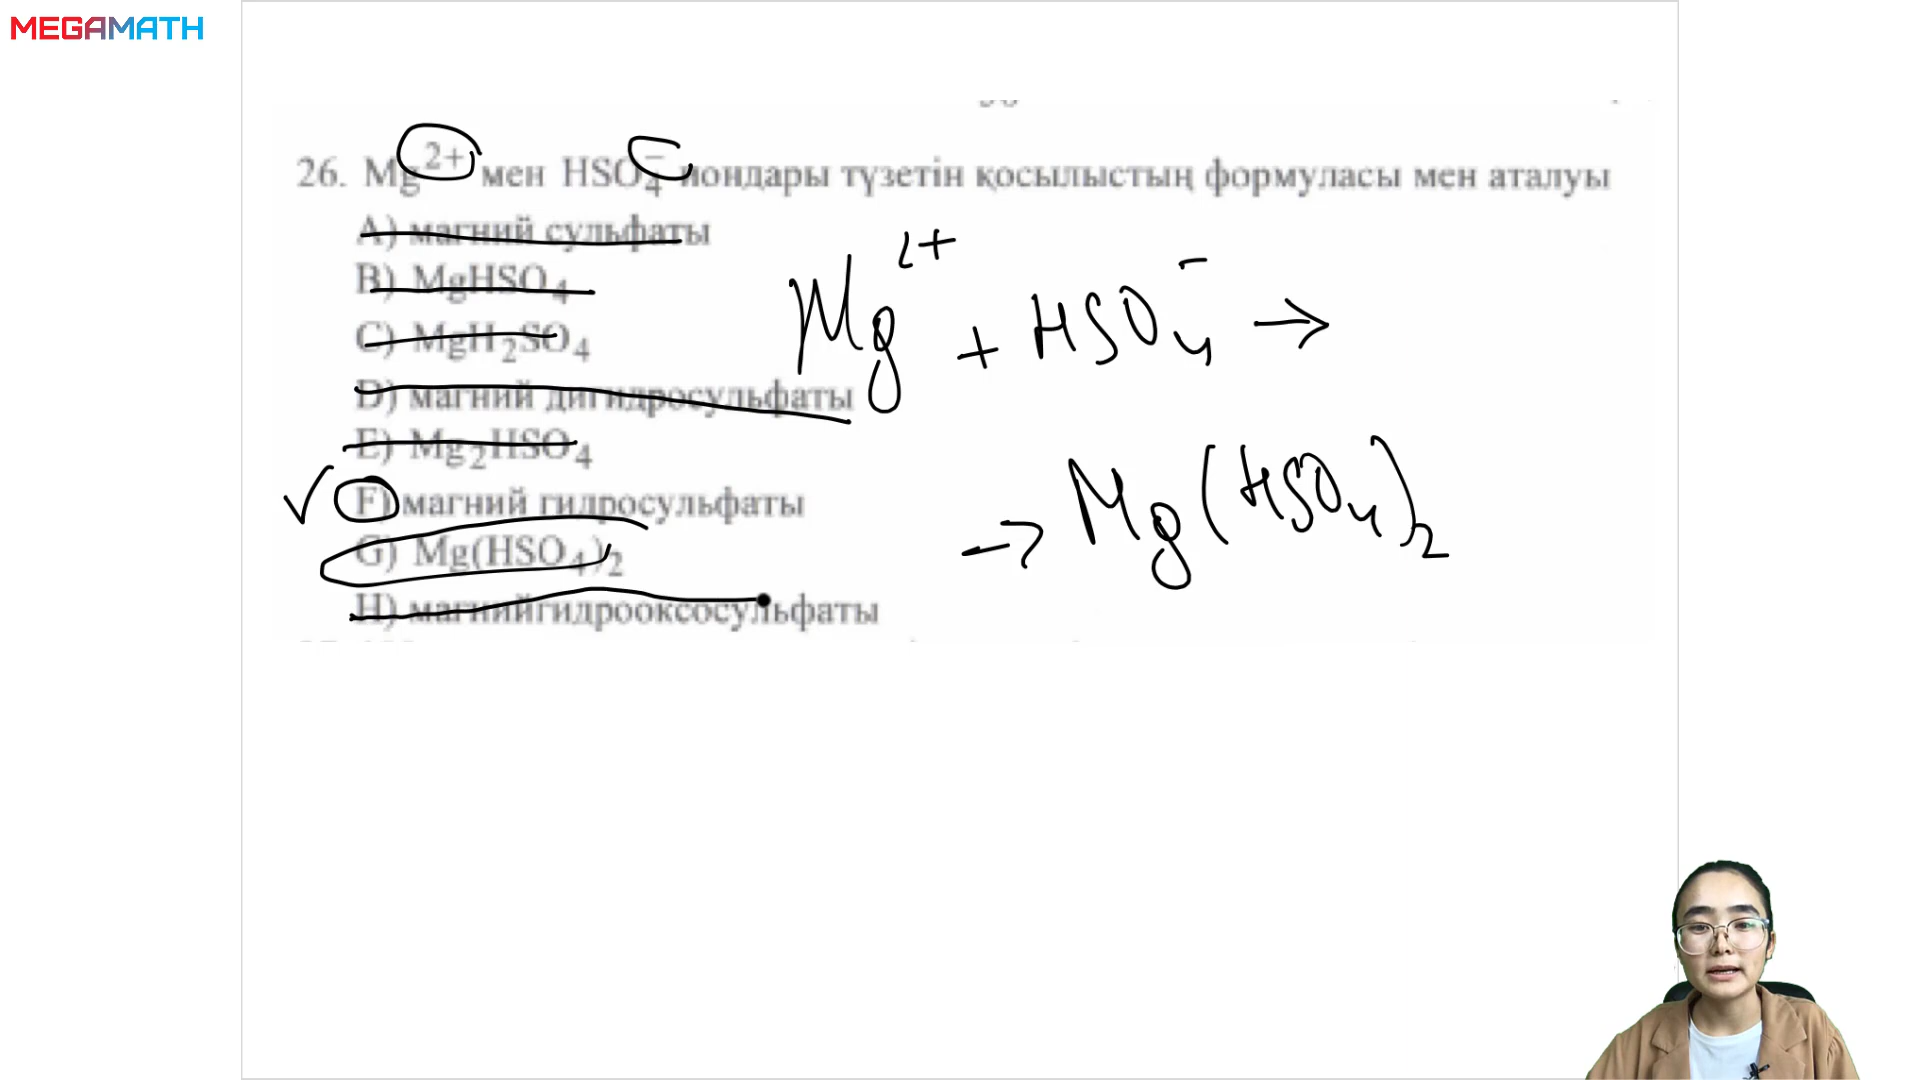 MEGAMATH
26. Mg²⁺ мен HSO₄⁻ иондары түзетін қосылыстың формуласы мен аталуы
A) магний сульфаты
B) MgHSO₄
C) MgH₂SO₄
D) магний дигидросульфаты
E) Mg₂HSO₄
F) магний гидросульфаты
G) Mg(HSO₄)₂
H) магнийгидрооксосульфаты
Mg²⁺ + HSO₄⁻ →
→ Mg(HSO₄)₂